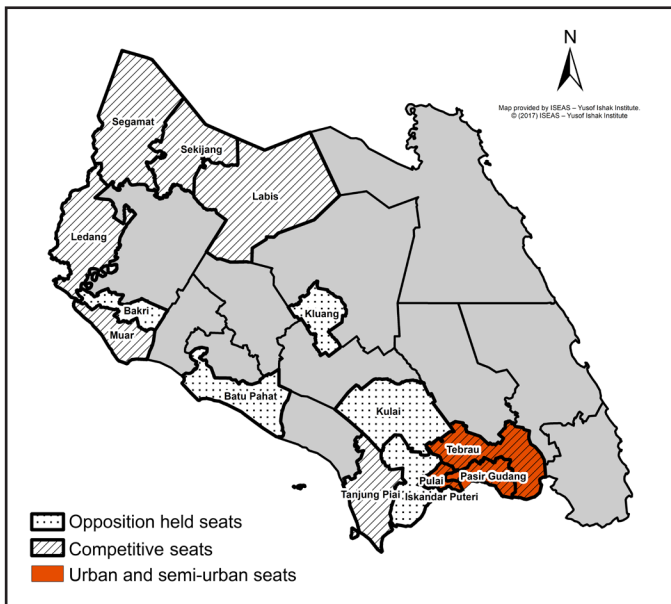 N
Map provided by ISEAS – Yusof Ishak Institute.
© (2017) ISEAS – Yusof Ishak Institute
Segamat
Sekijang
Labis
Ledang
Bakri
Kluang
Muar
Batu Pahat
Kulai
Tebrau
Pulai
Pasir Gudang
Tanjung Piai
Iskandar Puteri
Opposition held seats
Competitive seats
Urban and semi-urban seats